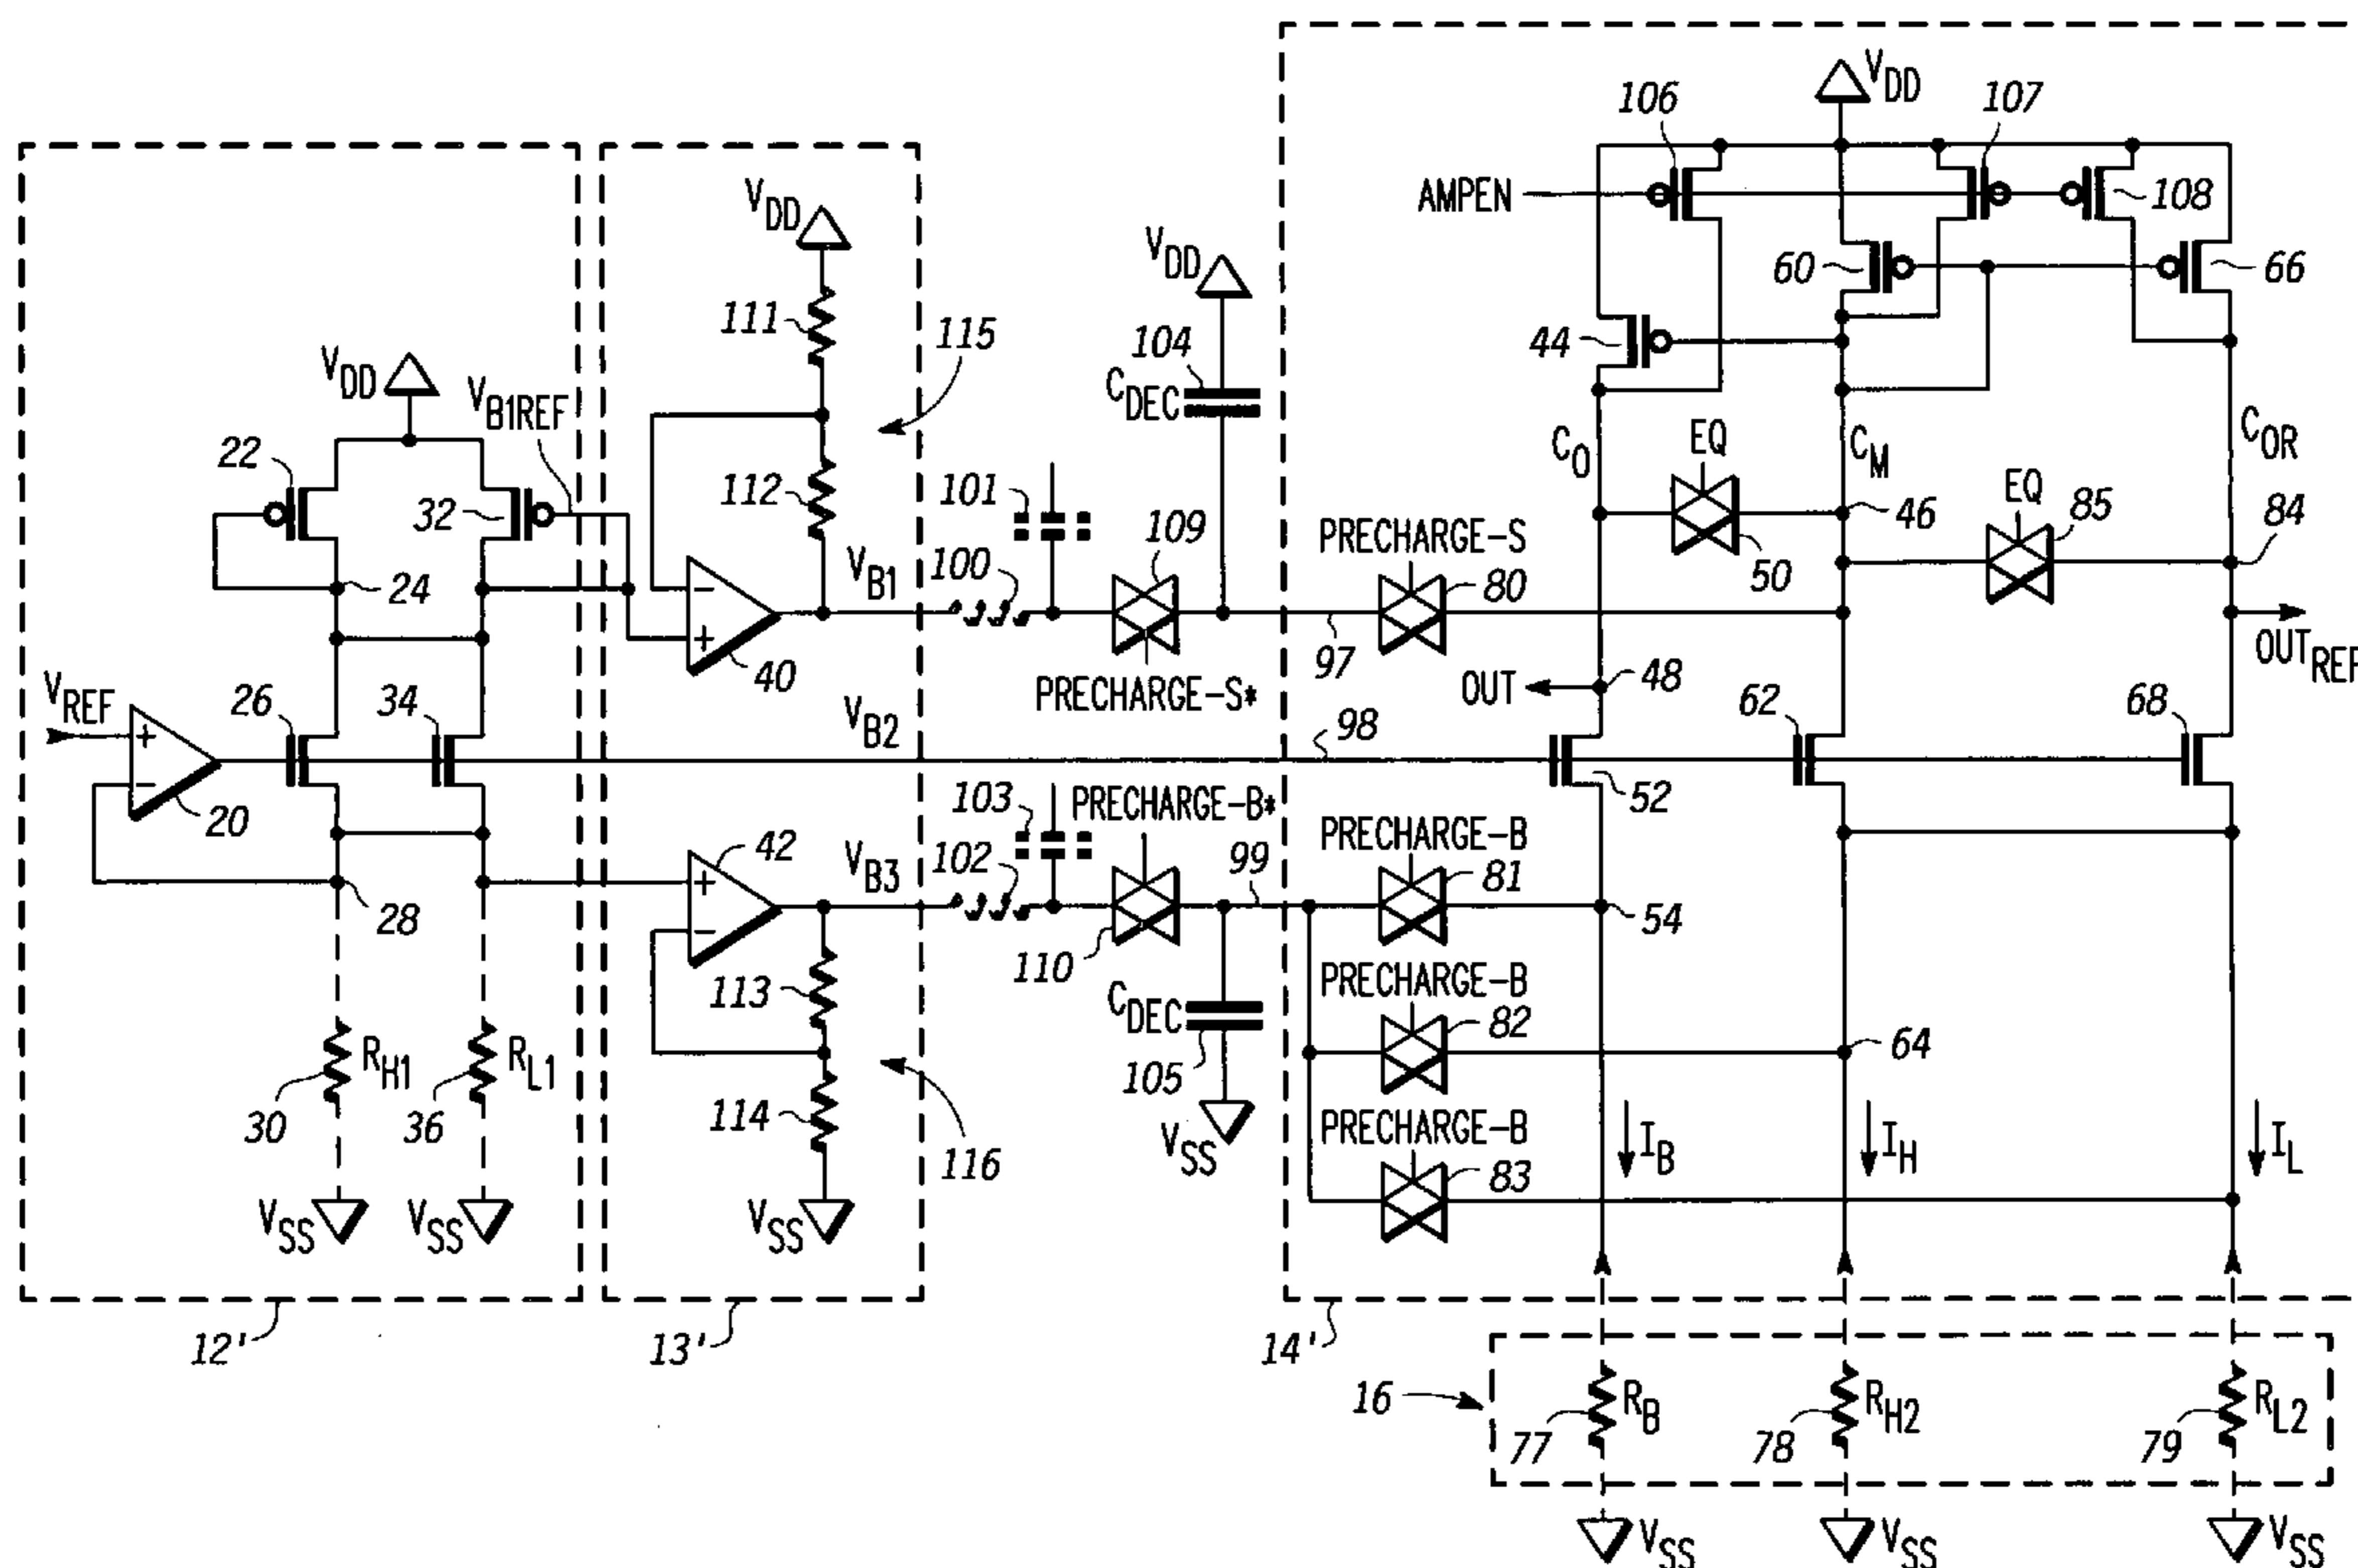 106
V_DD
107
AMPEN
108
V_DD
60
66
111
V_DD
44
115
104
C_DEC
V_DD
V_B1REF
22
32
112
101
109
PRECHARGE-S
C_O
EQ
C_M
C_OR
46
EQ
85
84
50
24
V_B1
100
80
40
97
OUT_REF
PRECHARGE-S*
OUT
48
V_REF
26
34
V_B2
98
62
68
20
52
103
PRECHARGE-B*
PRECHARGE-B
42
V_B3
102
99
81
54
28
110
C_DEC
PRECHARGE-B
113
82
64
105
R_H1
R_L1
30
36
114
V_SS
PRECHARGE-B
116
83
I_B
I_H
I_L
V_SS
V_SS
V_SS
12'
13'
14'
16
R_B
R_H2
R_L2
77
78
79
V_SS
V_SS
V_SS